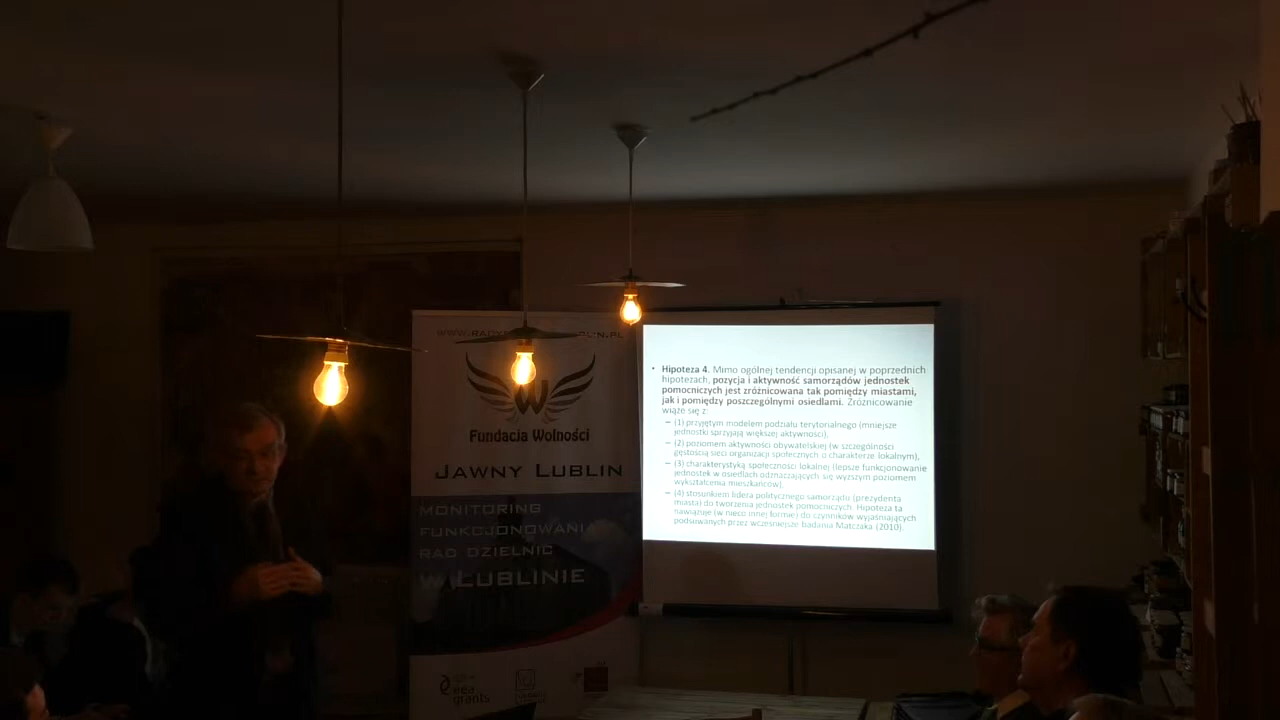 Fundacja Wolności
JAWNY LUBLIN
MONITORING
FUNKCJONOWANIA
RAD DZIELNIC
W LUBLINIE
eea
grants
• Hipoteza 4. Mimo ogólnej tendencji opisanej w poprzednich
hipotezach, pozycja i aktywność samorządów jednostek
pomocniczych jest zróżnicowana tak pomiędzy miastami,
jak i pomiędzy poszczególnymi osiedlami. Zróżnicowanie
wiąże się z:
– (1) przyjętym modelem podziału terytorialnego (mniejsze
jednostki sprzyjają większej aktywności),
– (2) poziomem aktywności obywatelskiej (w szczególności
gęstością sieci organizacji społecznych o charakterze lokalnym),
– (3) charakterystyką społeczności lokalnej (lepsze funkcjonowanie
jednostek w osiedlach odznaczających się wyższym poziomem
wykształcenia mieszkańców).
– (4) stosunkiem lidera politycznego samorządu (prezydenta
miasta) do tworzenia jednostek pomocniczych. Hipoteza ta
nawiązuje (w nieco innej formie) do czynników wyjaśniających
podsuwanych przez wcześniejsze badania Matczaka (2010).